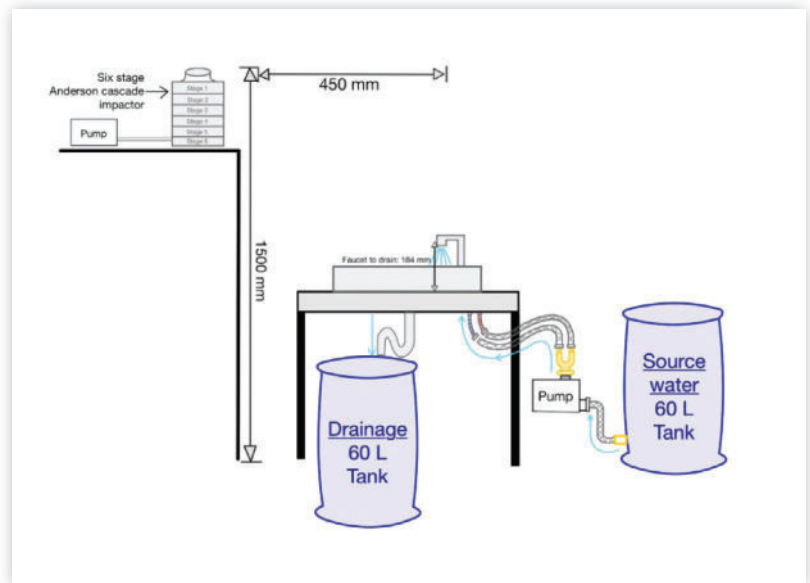 Six stage
Anderson cascade
impactor
Pump
Stage 1
Stage 2
Stage 3
Stage 4
Stage 5
Stage 6
450 mm
1500 mm
Faucet to drain: 184 mm
Drainage
60 L
Tank
Pump
Source
water
60 L
Tank